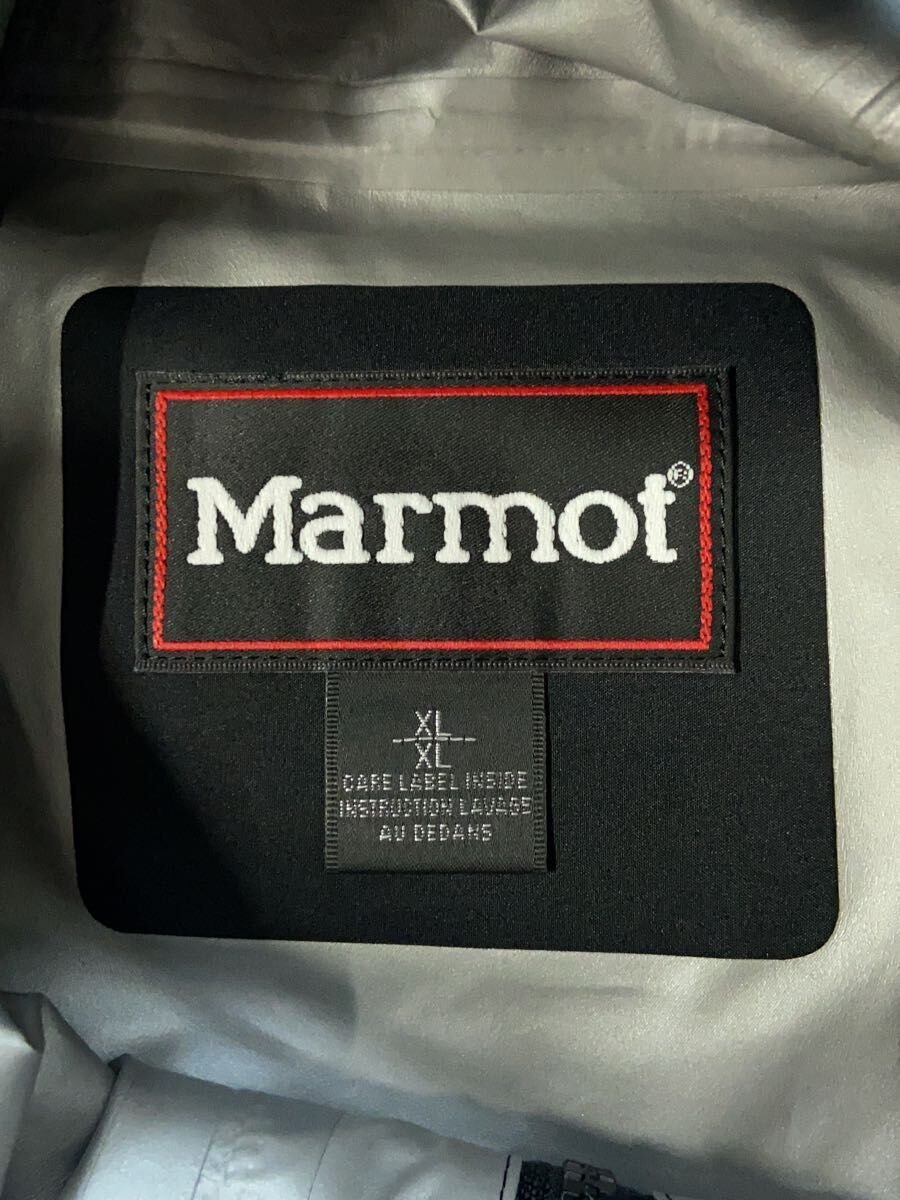 Marmot®
XL
XL
CARE LABEL INSIDE
INSTRUCTION LAVAGE
AU DEDANS